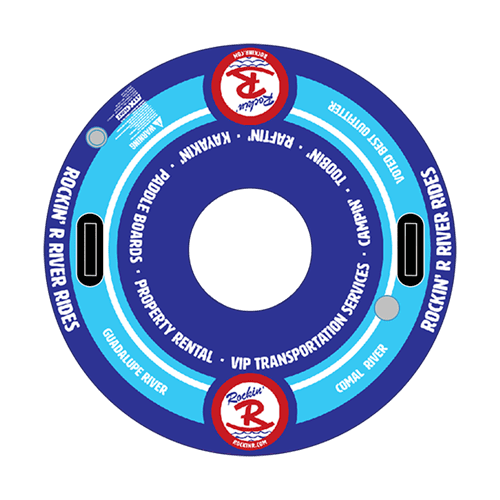 Rockin'
R
ROCKINR.COM
WARNING
VOTED BEST OUTFITTER
ROCKIN' R RIVER RIDES
ROCKIN' R RIVER RIDES
PADDLE BOARDS · KAYAKIN' · RAFTIN' · TOOBIN' · CAMPIN' ·
PROPERTY RENTAL · VIP TRANSPORTATION SERVICES ·
GUADALUPE RIVER
COMAL RIVER
Rockin'
R
ROCKINR.COM